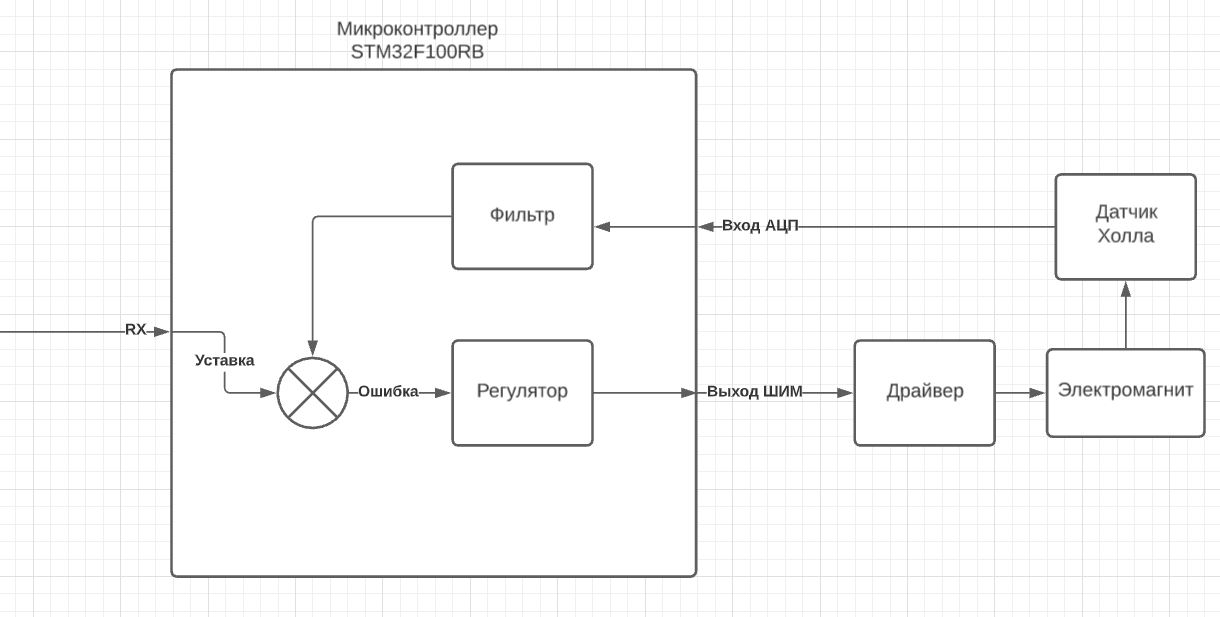 Микроконтроллер
STM32F100RB
Фильтр
Вход АЦП
Датчик
Холла
RX
Уставка
Ошибка
Регулятор
Выход ШИМ
Драйвер
Электромагнит